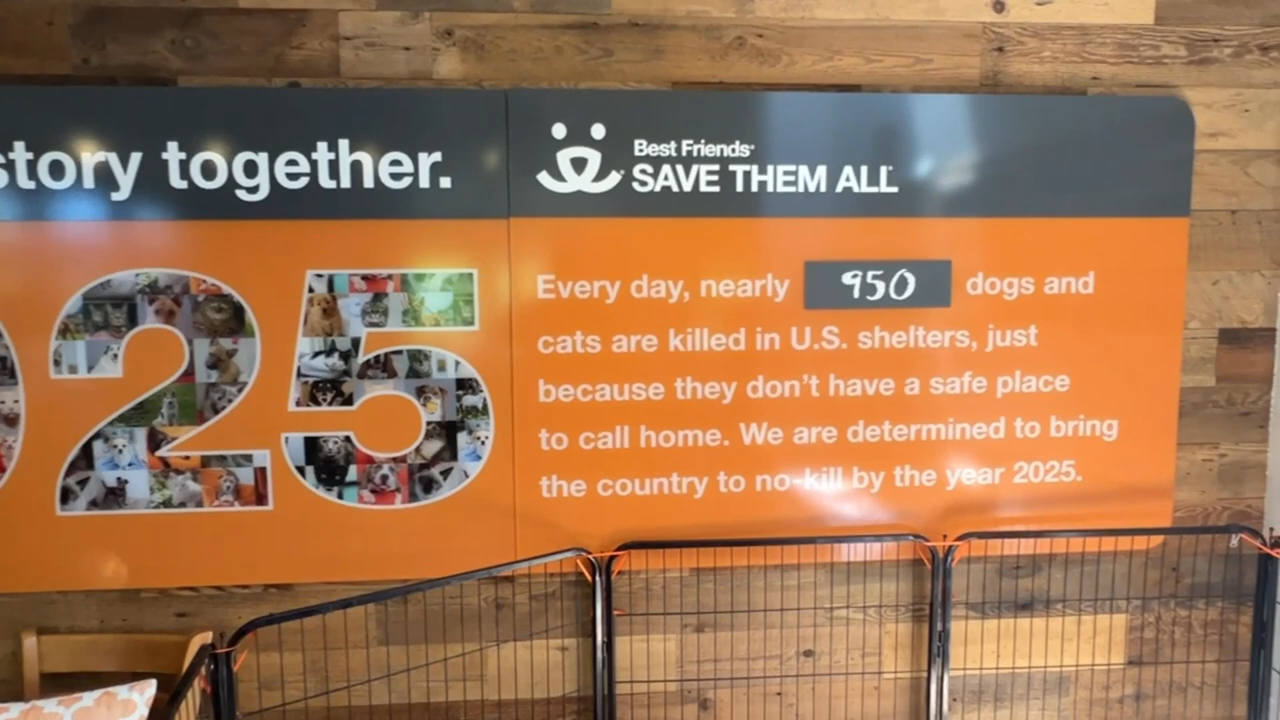 story together.
Best Friends
SAVE THEM ALL
25
Every day, nearly 950 dogs and
cats are killed in U.S. shelters, just
because they don't have a safe place
to call home. We are determined to bring
the country to no-kill by the year 2025.